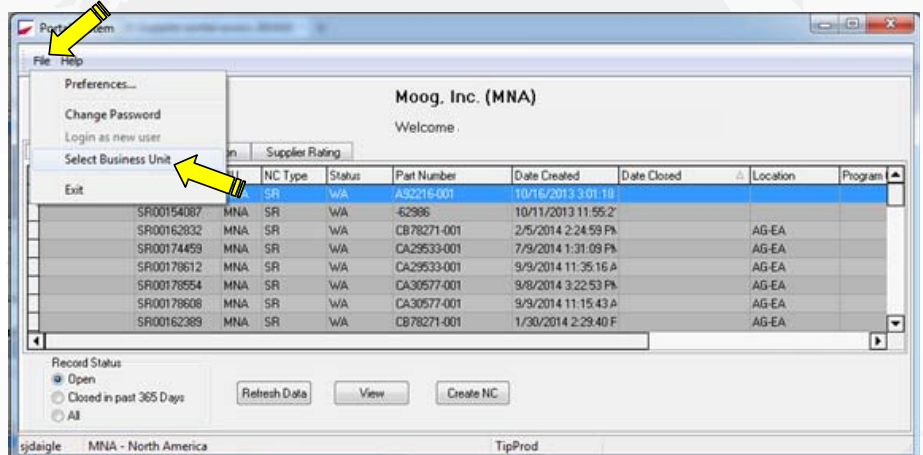 File Help
Preferences...
Change Password
Login as new user
Select Business Unit
Exit
Moog, Inc. (MNA)
Welcome
Supplier Rating
NC Type Status Part Number Date Created Date Closed Location Program
SR WA A92216-001 10/16/2013 3:01:18
SR00154087 MNA SR WA -62986 10/11/2013 11:55:2
SR00162832 MNA SR WA CB78271-001 2/5/2014 2:24:59 PM AG-EA
SR00174459 MNA SR WA CA29533-001 7/9/2014 1:31:09 PM AG-EA
SR00178612 MNA SR WA CA29533-001 9/9/2014 11:35:16 A AG-EA
SR00178554 MNA SR WA CA30577-001 9/8/2014 3:22:53 PM AG-EA
SR00178608 MNA SR WA CA30577-001 9/9/2014 11:15:43 A AG-EA
SR00162389 MNA SR WA CB78271-001 1/30/2014 2:29:40 F AG-EA
Record Status
Open
Closed in past 365 Days
All
Refresh Data View Create NC
sjdaigle MNA - North America TipProd